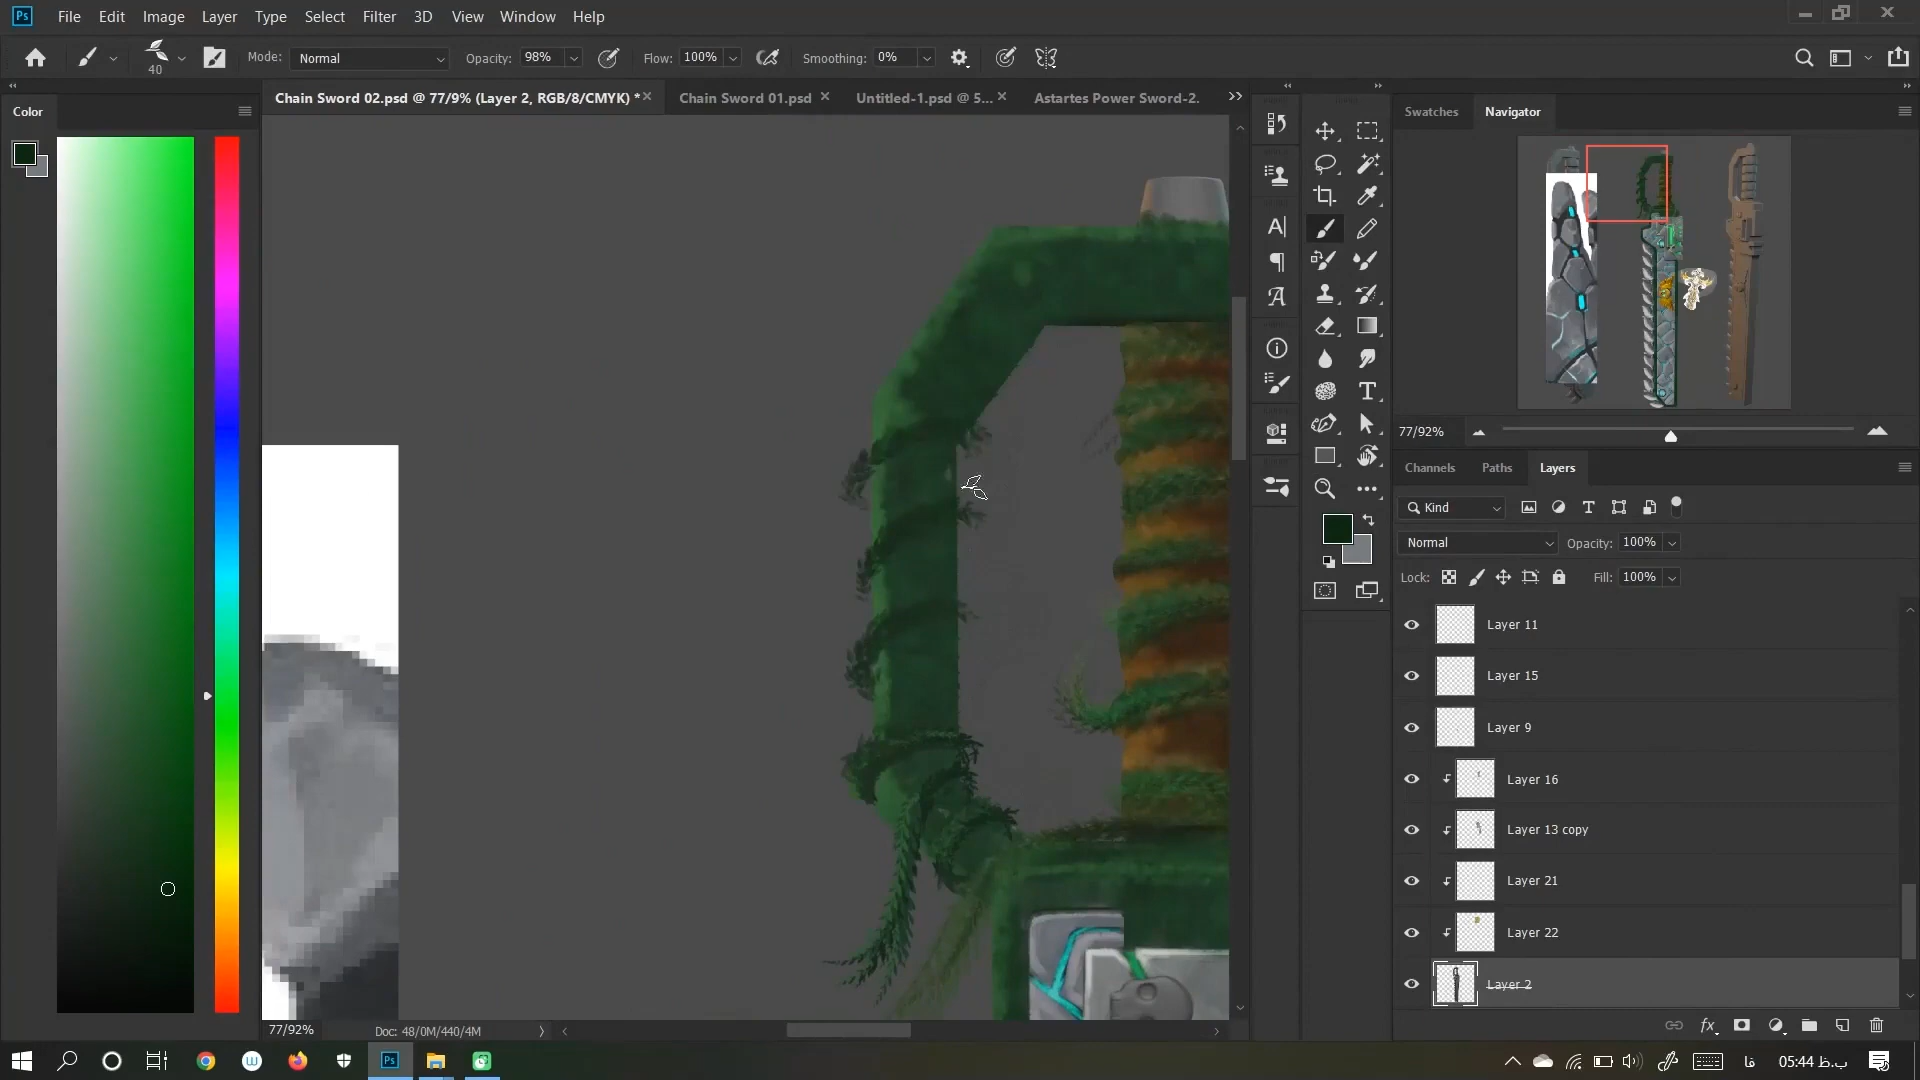 Ps File Edit Image Layer Type Select Filter 3D View Window Help
40 Mode: Normal Opacity: 98% Flow: 100% Smoothing: 0%
Color
Chain Sword 02.psd @ 77/9% (Layer 2, RGB/8/CMYK) * Chain Sword 01.psd Untitled-1.psd @ 5... Astartes Power Sword-2.
Swatches Navigator
77/92%
Channels Paths Layers
Kind
Normal Opacity: 100%
Lock: Fill: 100%
Layer 11
Layer 15
Layer 9
Layer 16
Layer 13 copy
Layer 21
Layer 22
Layer 2
fx
77/92% Doc: 48/0M/440/4M
Ps فا 05:44 ب.ظ